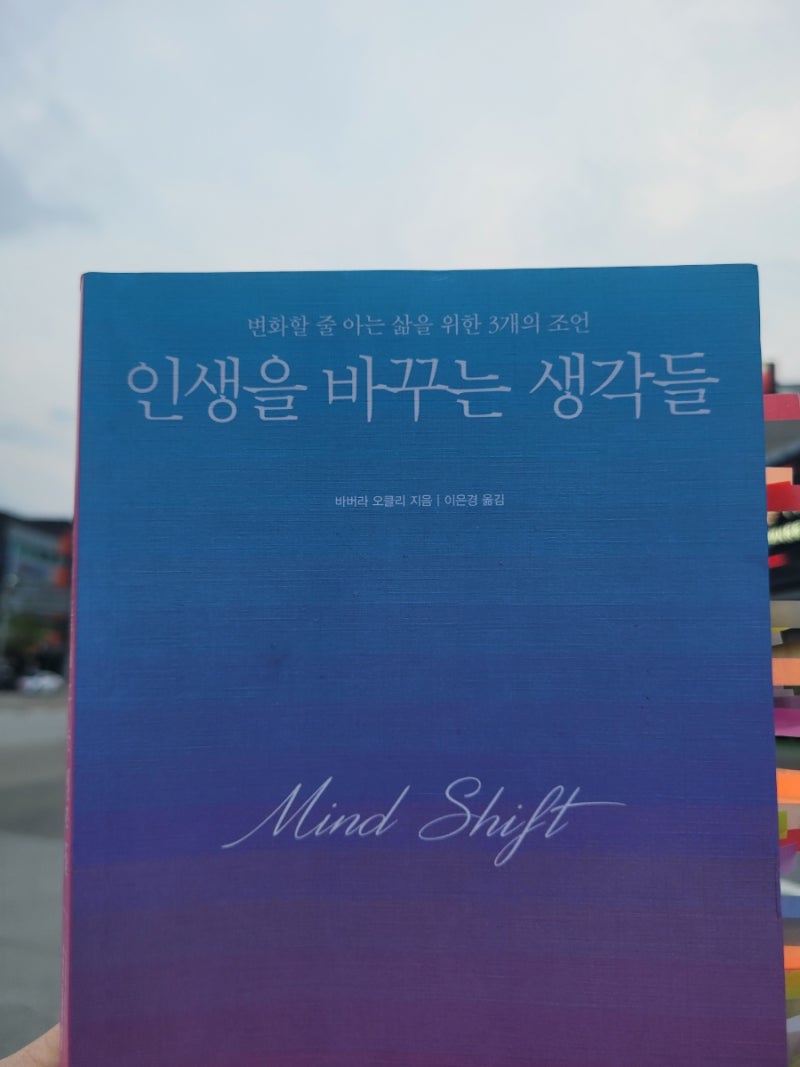 변화할 줄 아는 삶을 위한 3개의 조언
인생을 바꾸는 생각들
바버라 오클리 지음 | 이은경 옮김
Mind Shift